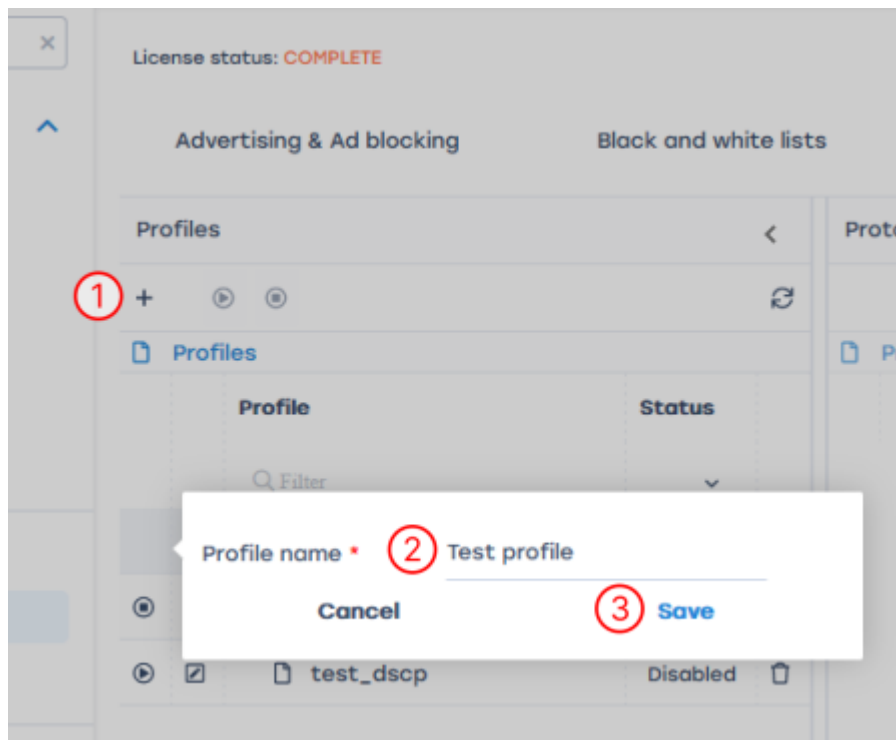 License status: COMPLETE
Advertising & Ad blocking Black and white lists
Profiles
1
Profiles
Profile Status
Filter
Profile name * 2 Test profile
Cancel 3 Save
test_dscp Disabled